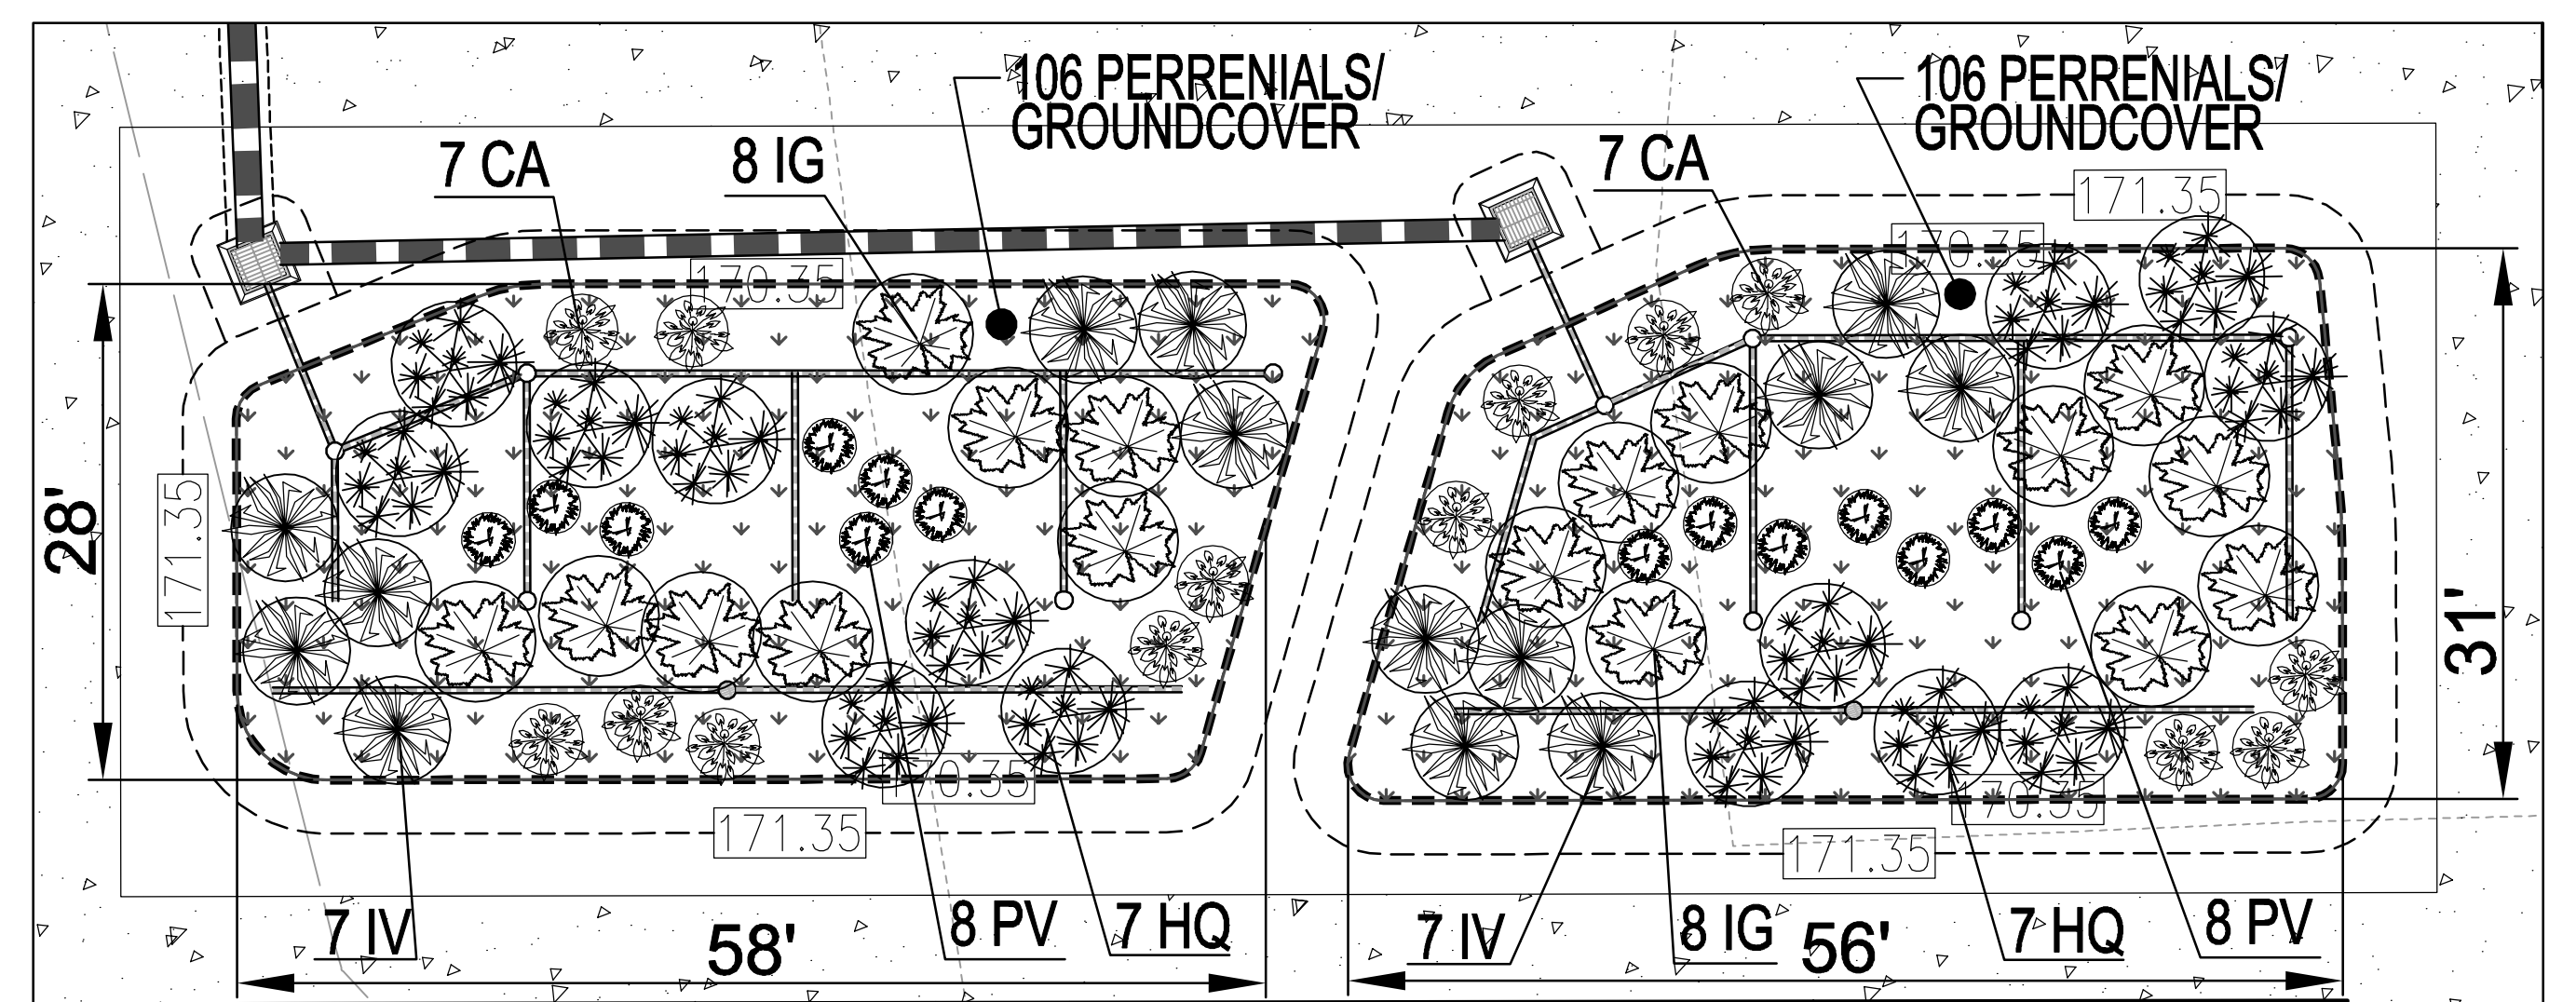 106 PERRENIALS/
GROUNDCOVER
106 PERRENIALS/
GROUNDCOVER
7 CA
8 IG
7 CA
171.35
170.35
170.35
28'
171.35
31'
170.35
170.35
171.35
171.35
7 IV
58'
8 PV
7 HQ
7 IV
8 IG
56'
7 HQ
8 PV